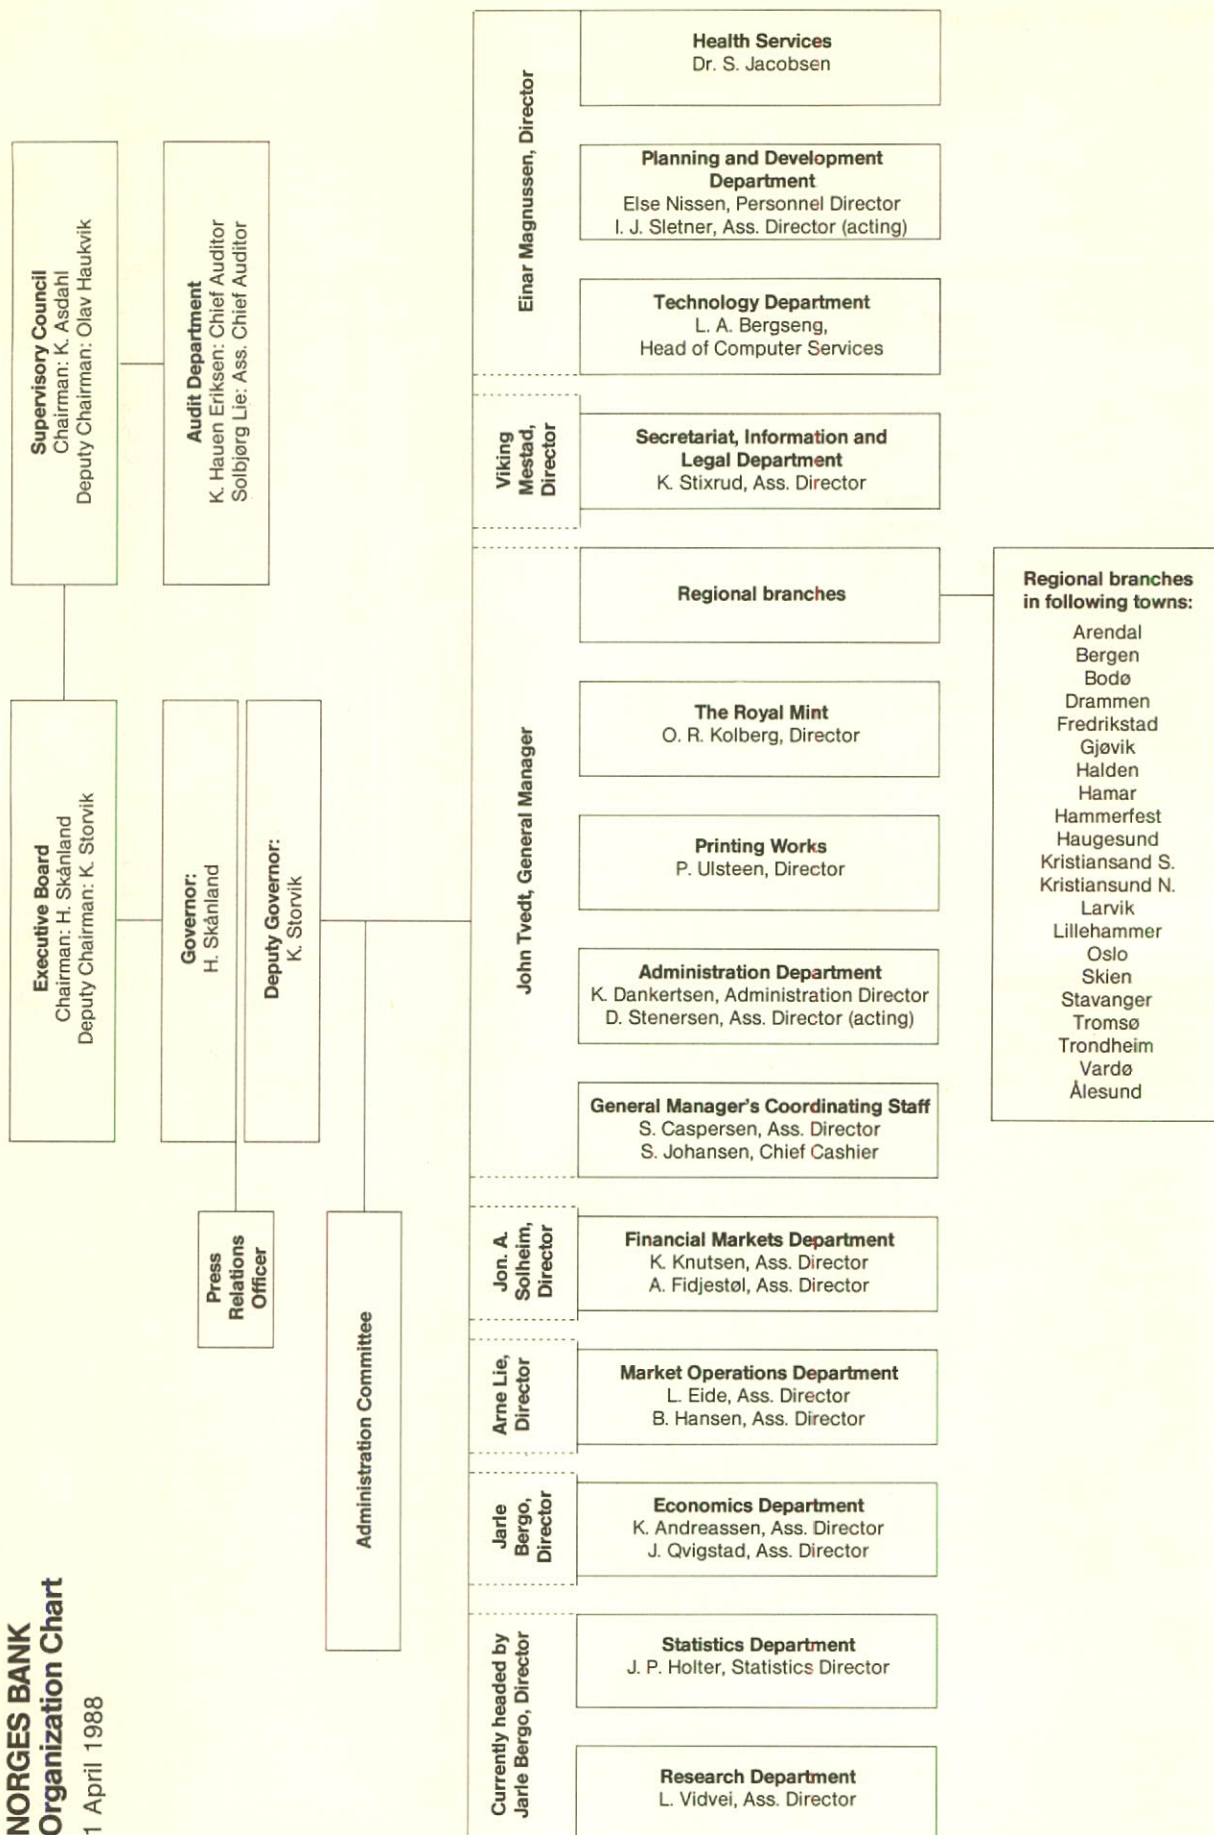 NORGES BANK
Organization Chart
1 April 1988
Supervisory Council
Chairman: K. Asdahl
Deputy Chairman: Olav Haukvik
Audit Department
K. Hauen Eriksen: Chief Auditor
Solbjørg Lie: Ass. Chief Auditor
Executive Board
Chairman: H. Skånland
Deputy Chairman: K. Storvik
Governor:
H. Skånland
Deputy Governor:
K. Storvik
Press
Relations
Officer
Administration Committee
Einar Magnussen, Director
Health Services
Dr. S. Jacobsen
Planning and Development
Department
Else Nissen, Personnel Director
I. J. Sletner, Ass. Director (acting)
Technology Department
L. A. Bergseng,
Head of Computer Services
Viking
Mestad,
Director
Secretariat, Information and
Legal Department
K. Stixrud, Ass. Director
John Tvedt, General Manager
Regional branches
Regional branches
in following towns:
Arendal
Bergen
Bodø
Drammen
Fredrikstad
Gjøvik
Halden
Hamar
Hammerfest
Haugesund
Kristiansand S.
Kristiansund N.
Larvik
Lillehammer
Oslo
Skien
Stavanger
Tromsø
Trondheim
Vardø
Ålesund
The Royal Mint
O. R. Kolberg, Director
Printing Works
P. Ulsteen, Director
Administration Department
K. Dankertsen, Administration Director
D. Stenersen, Ass. Director (acting)
General Manager's Coordinating Staff
S. Caspersen, Ass. Director
S. Johansen, Chief Cashier
Jon. A.
Solheim,
Director
Financial Markets Department
K. Knutsen, Ass. Director
A. Fidjestøl, Ass. Director
Arne Lie,
Director
Market Operations Department
L. Eide, Ass. Director
B. Hansen, Ass. Director
Jarle
Bergo,
Director
Economics Department
K. Andreassen, Ass. Director
J. Qvigstad, Ass. Director
Currently headed by
Jarle Bergo, Director
Statistics Department
J. P. Holter, Statistics Director
Research Department
L. Vidvei, Ass. Director